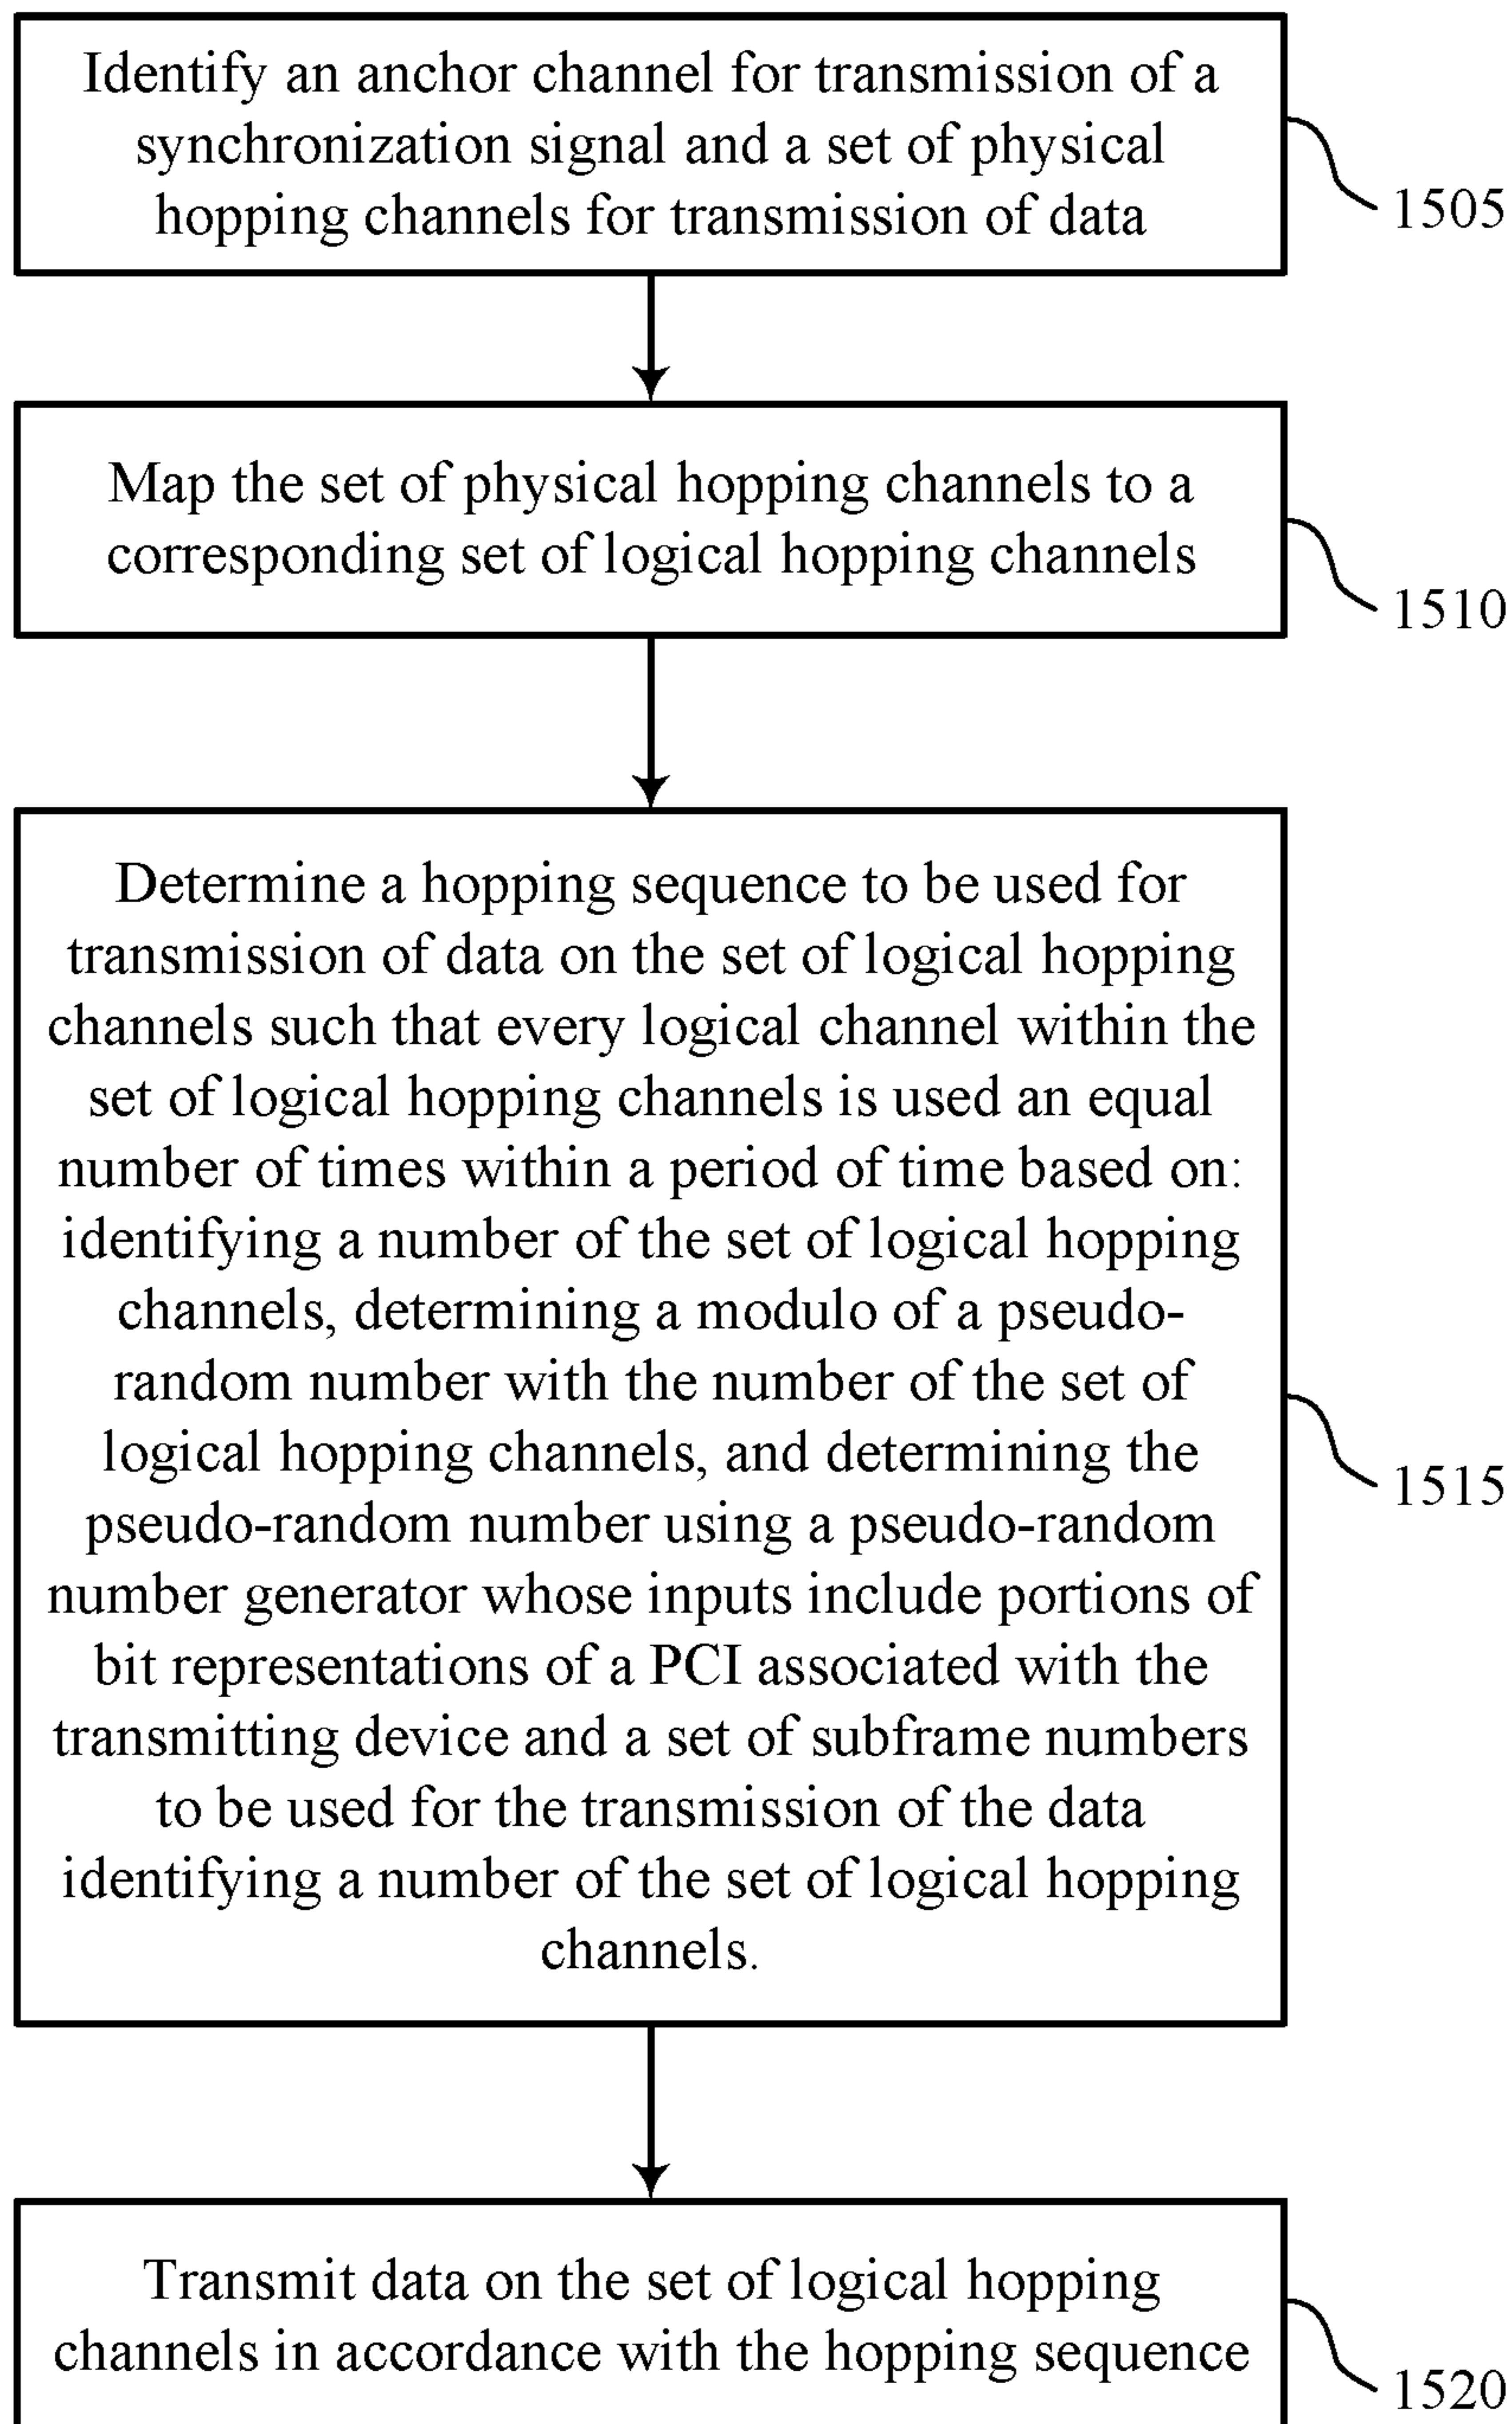 Identify an anchor channel for transmission of a
synchronization signal and a set of physical
hopping channels for transmission of data
1505
Map the set of physical hopping channels to a
corresponding set of logical hopping channels
1510
Determine a hopping sequence to be used for
transmission of data on the set of logical hopping
channels such that every logical channel within the
set of logical hopping channels is used an equal
number of times within a period of time based on:
identifying a number of the set of logical hopping
channels, determining a modulo of a pseudo-
random number with the number of the set of
logical hopping channels, and determining the
pseudo-random number using a pseudo-random
number generator whose inputs include portions of
bit representations of a PCI associated with the
transmitting device and a set of subframe numbers
to be used for the transmission of the data
identifying a number of the set of logical hopping
channels.
1515
Transmit data on the set of logical hopping
channels in accordance with the hopping sequence
1520